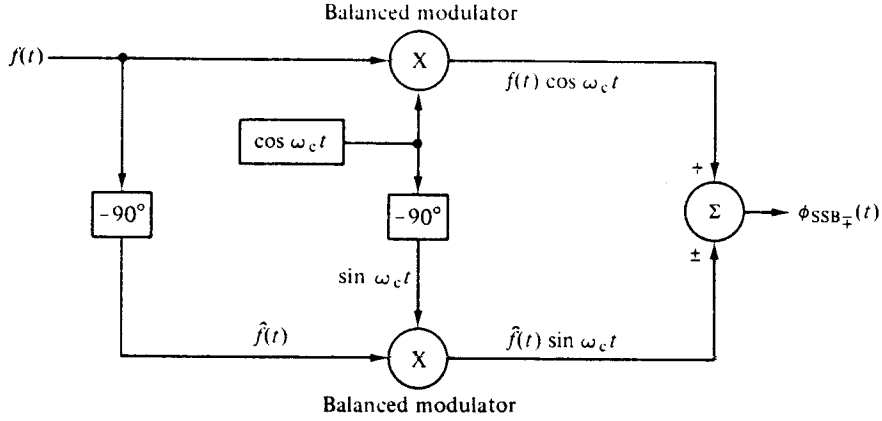 Balanced modulator
f(t)
X
f(t) cos ω_c t
cos ω_c t
+
-90°
-90°
Σ
ϕ_SSB∓(t)
±
sin ω_c t
f̂(t)
X
f̂(t) sin ω_c t
Balanced modulator